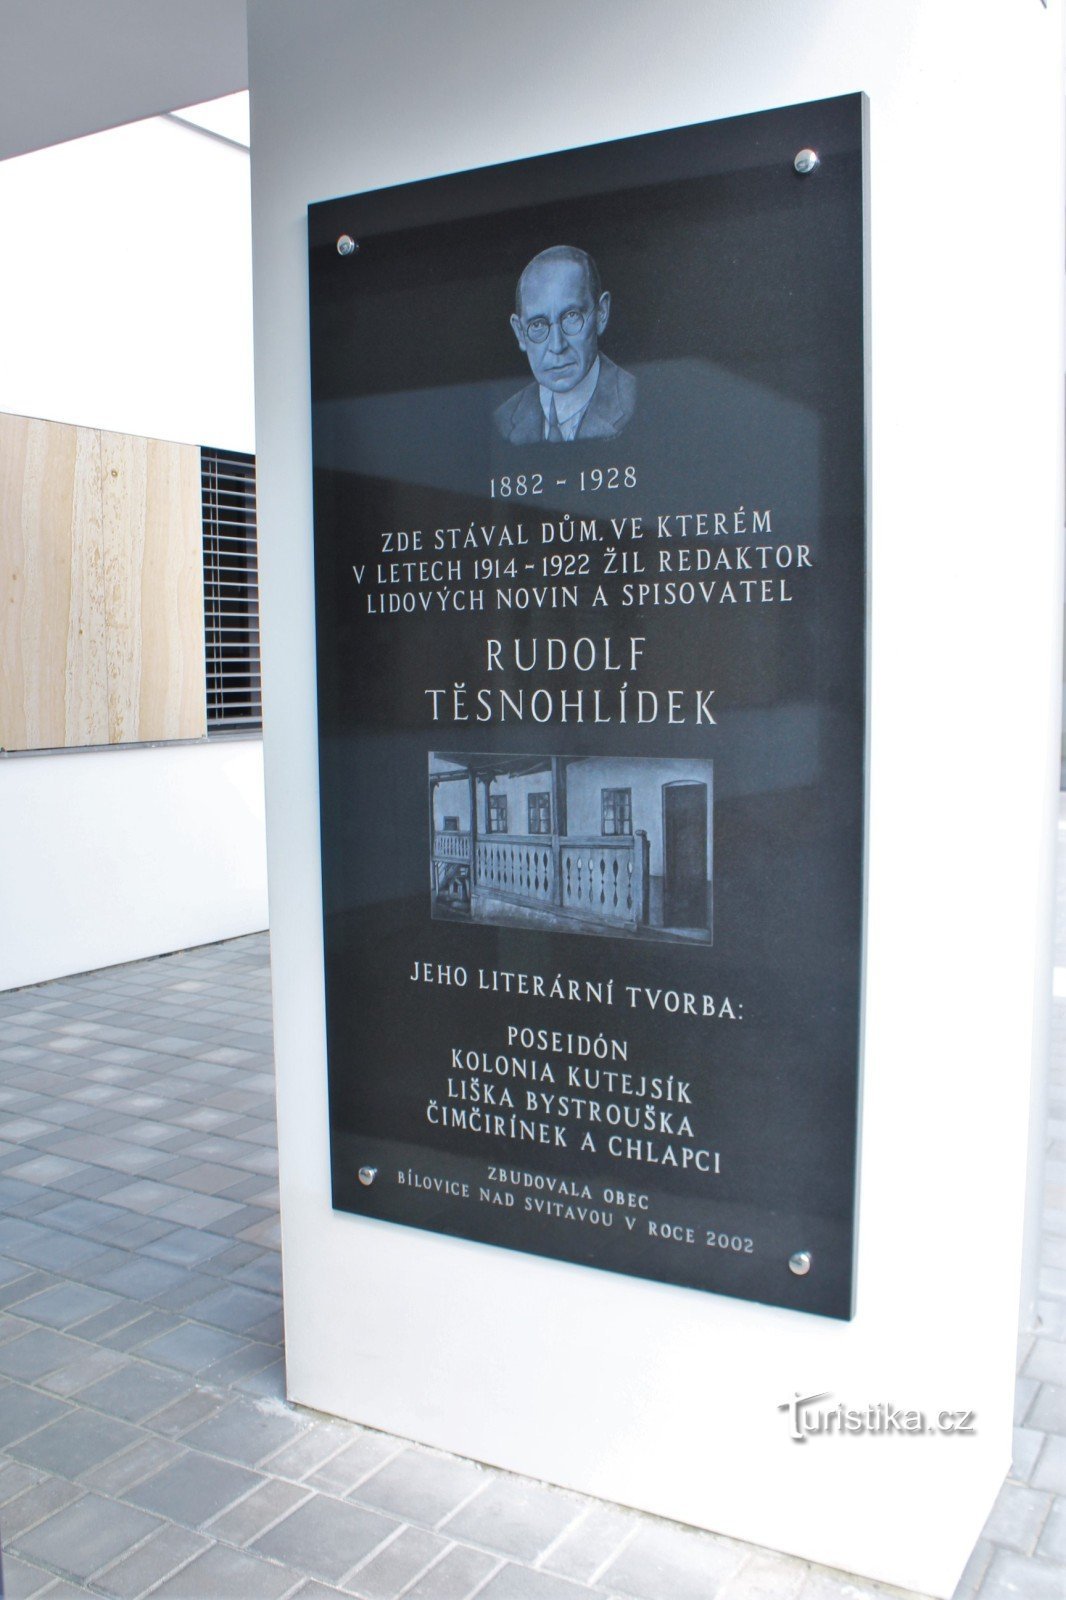 1882 - 1928
ZDE STÁVAL DŮM, VE KTERÉM
V LETECH 1914 - 1922 ŽIL REDAKTOR
LIDOVÝCH NOVIN A SPISOVATEL
RUDOLF
TĚSNOHLÍDEK
JEHO LITERÁRNÍ TVORBA:
POSEIDÓN
KOLONIA KUTEJSÍK
LIŠKA BYSTROUŠKA
ČIMČIRÍNEK A CHLAPCI
ZBUDOVALA OBEC
BÍLOVICE NAD SVITAVOU V ROCE 2002
Turistika.cz